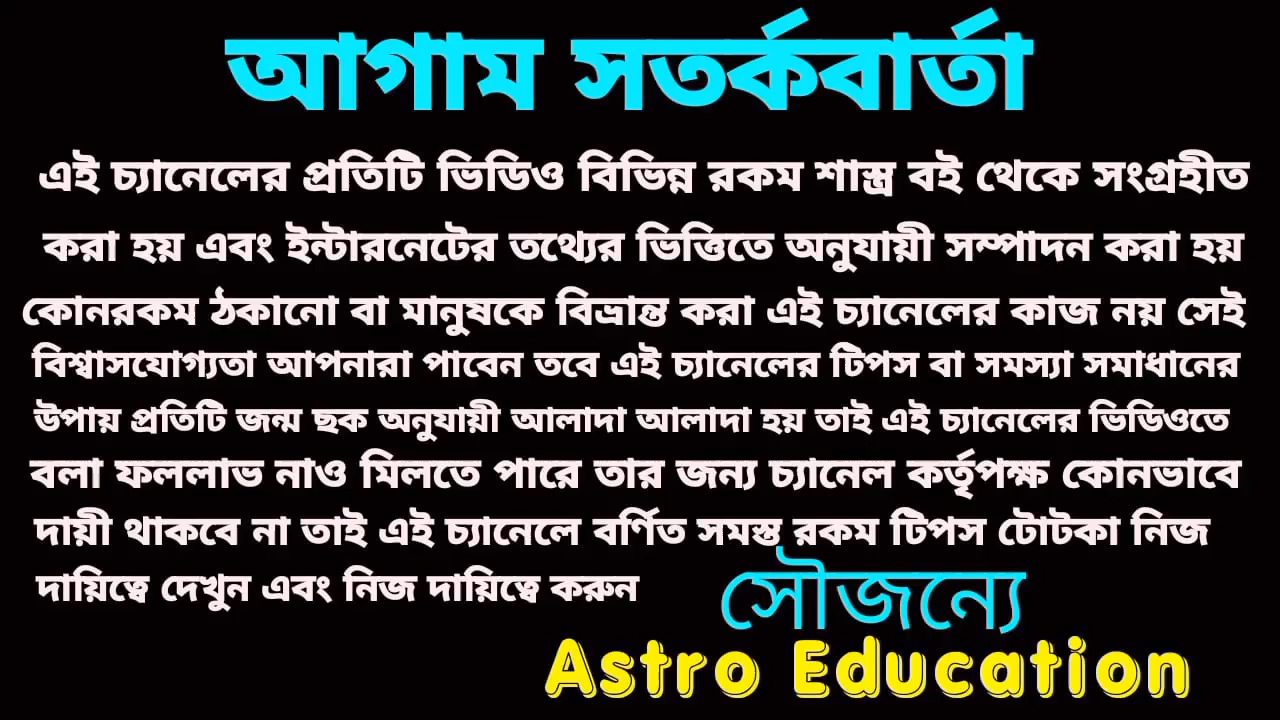 আগাম সতর্কবার্তা
এই চ্যানেলের প্রতিটি ভিডিও বিভিন্ন রকম শাস্ত্র বই থেকে সংগ্রহীত
করা হয় এবং ইন্টারনেটের তথ্যের ভিত্তিতে অনুযায়ী সম্পাদন করা হয়
কোনরকম ঠকানো বা মানুষকে বিভ্রান্ত করা এই চ্যানেলের কাজ নয় সেই
বিশ্বাসযোগ্যতা আপনারা পাবেন তবে এই চ্যানেলের টিপস বা সমস্যা সমাধানের
উপায় প্রতিটি জন্ম ছক অনুযায়ী আলাদা আলাদা হয় তাই এই চ্যানেলের ভিডিওতে
বলা ফললাভ নাও মিলতে পারে তার জন্য চ্যানেল কর্তৃপক্ষ কোনভাবে
দায়ী থাকবে না তাই এই চ্যানেলে বর্ণিত সমস্ত রকম টিপস টোটকা নিজ
দায়িত্বে দেখুন এবং নিজ দায়িত্বে করুন
সৌজন্যে
Astro Education